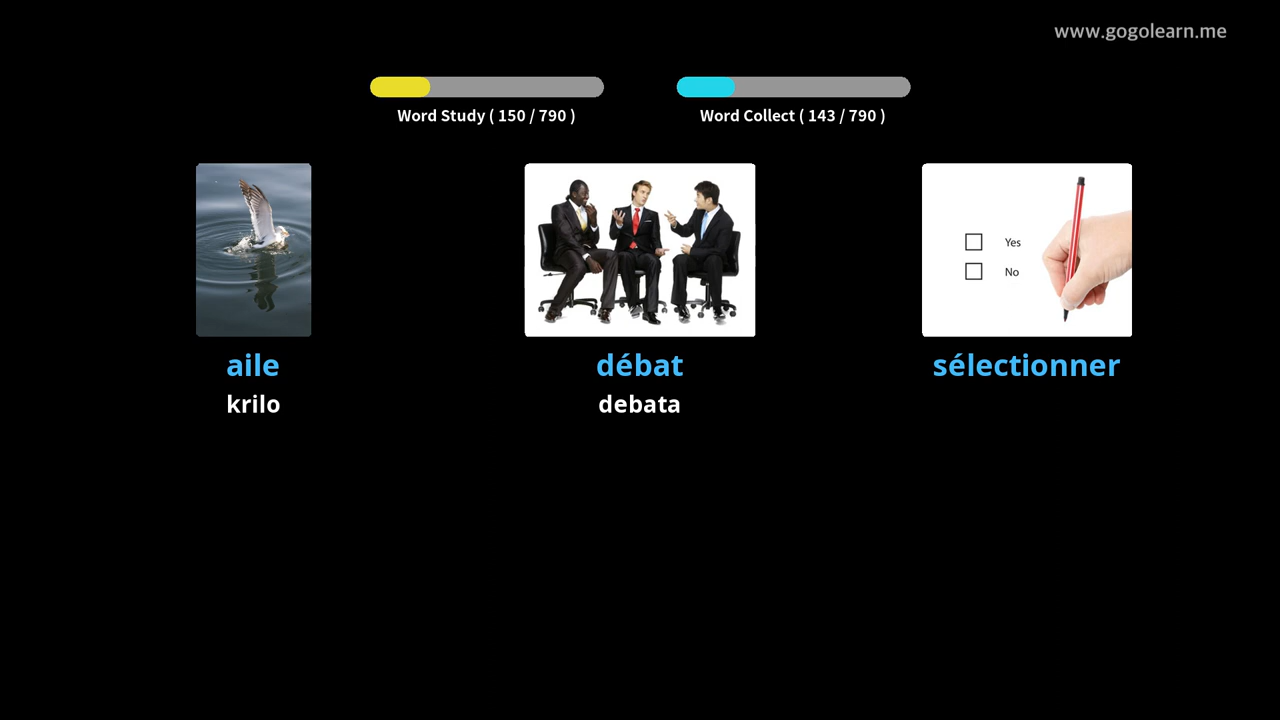 www.gogolearn.me
Word Study ( 150 / 790 )
Word Collect ( 143 / 790 )
Yes
No
aile
débat
sélectionner
krilo
debata